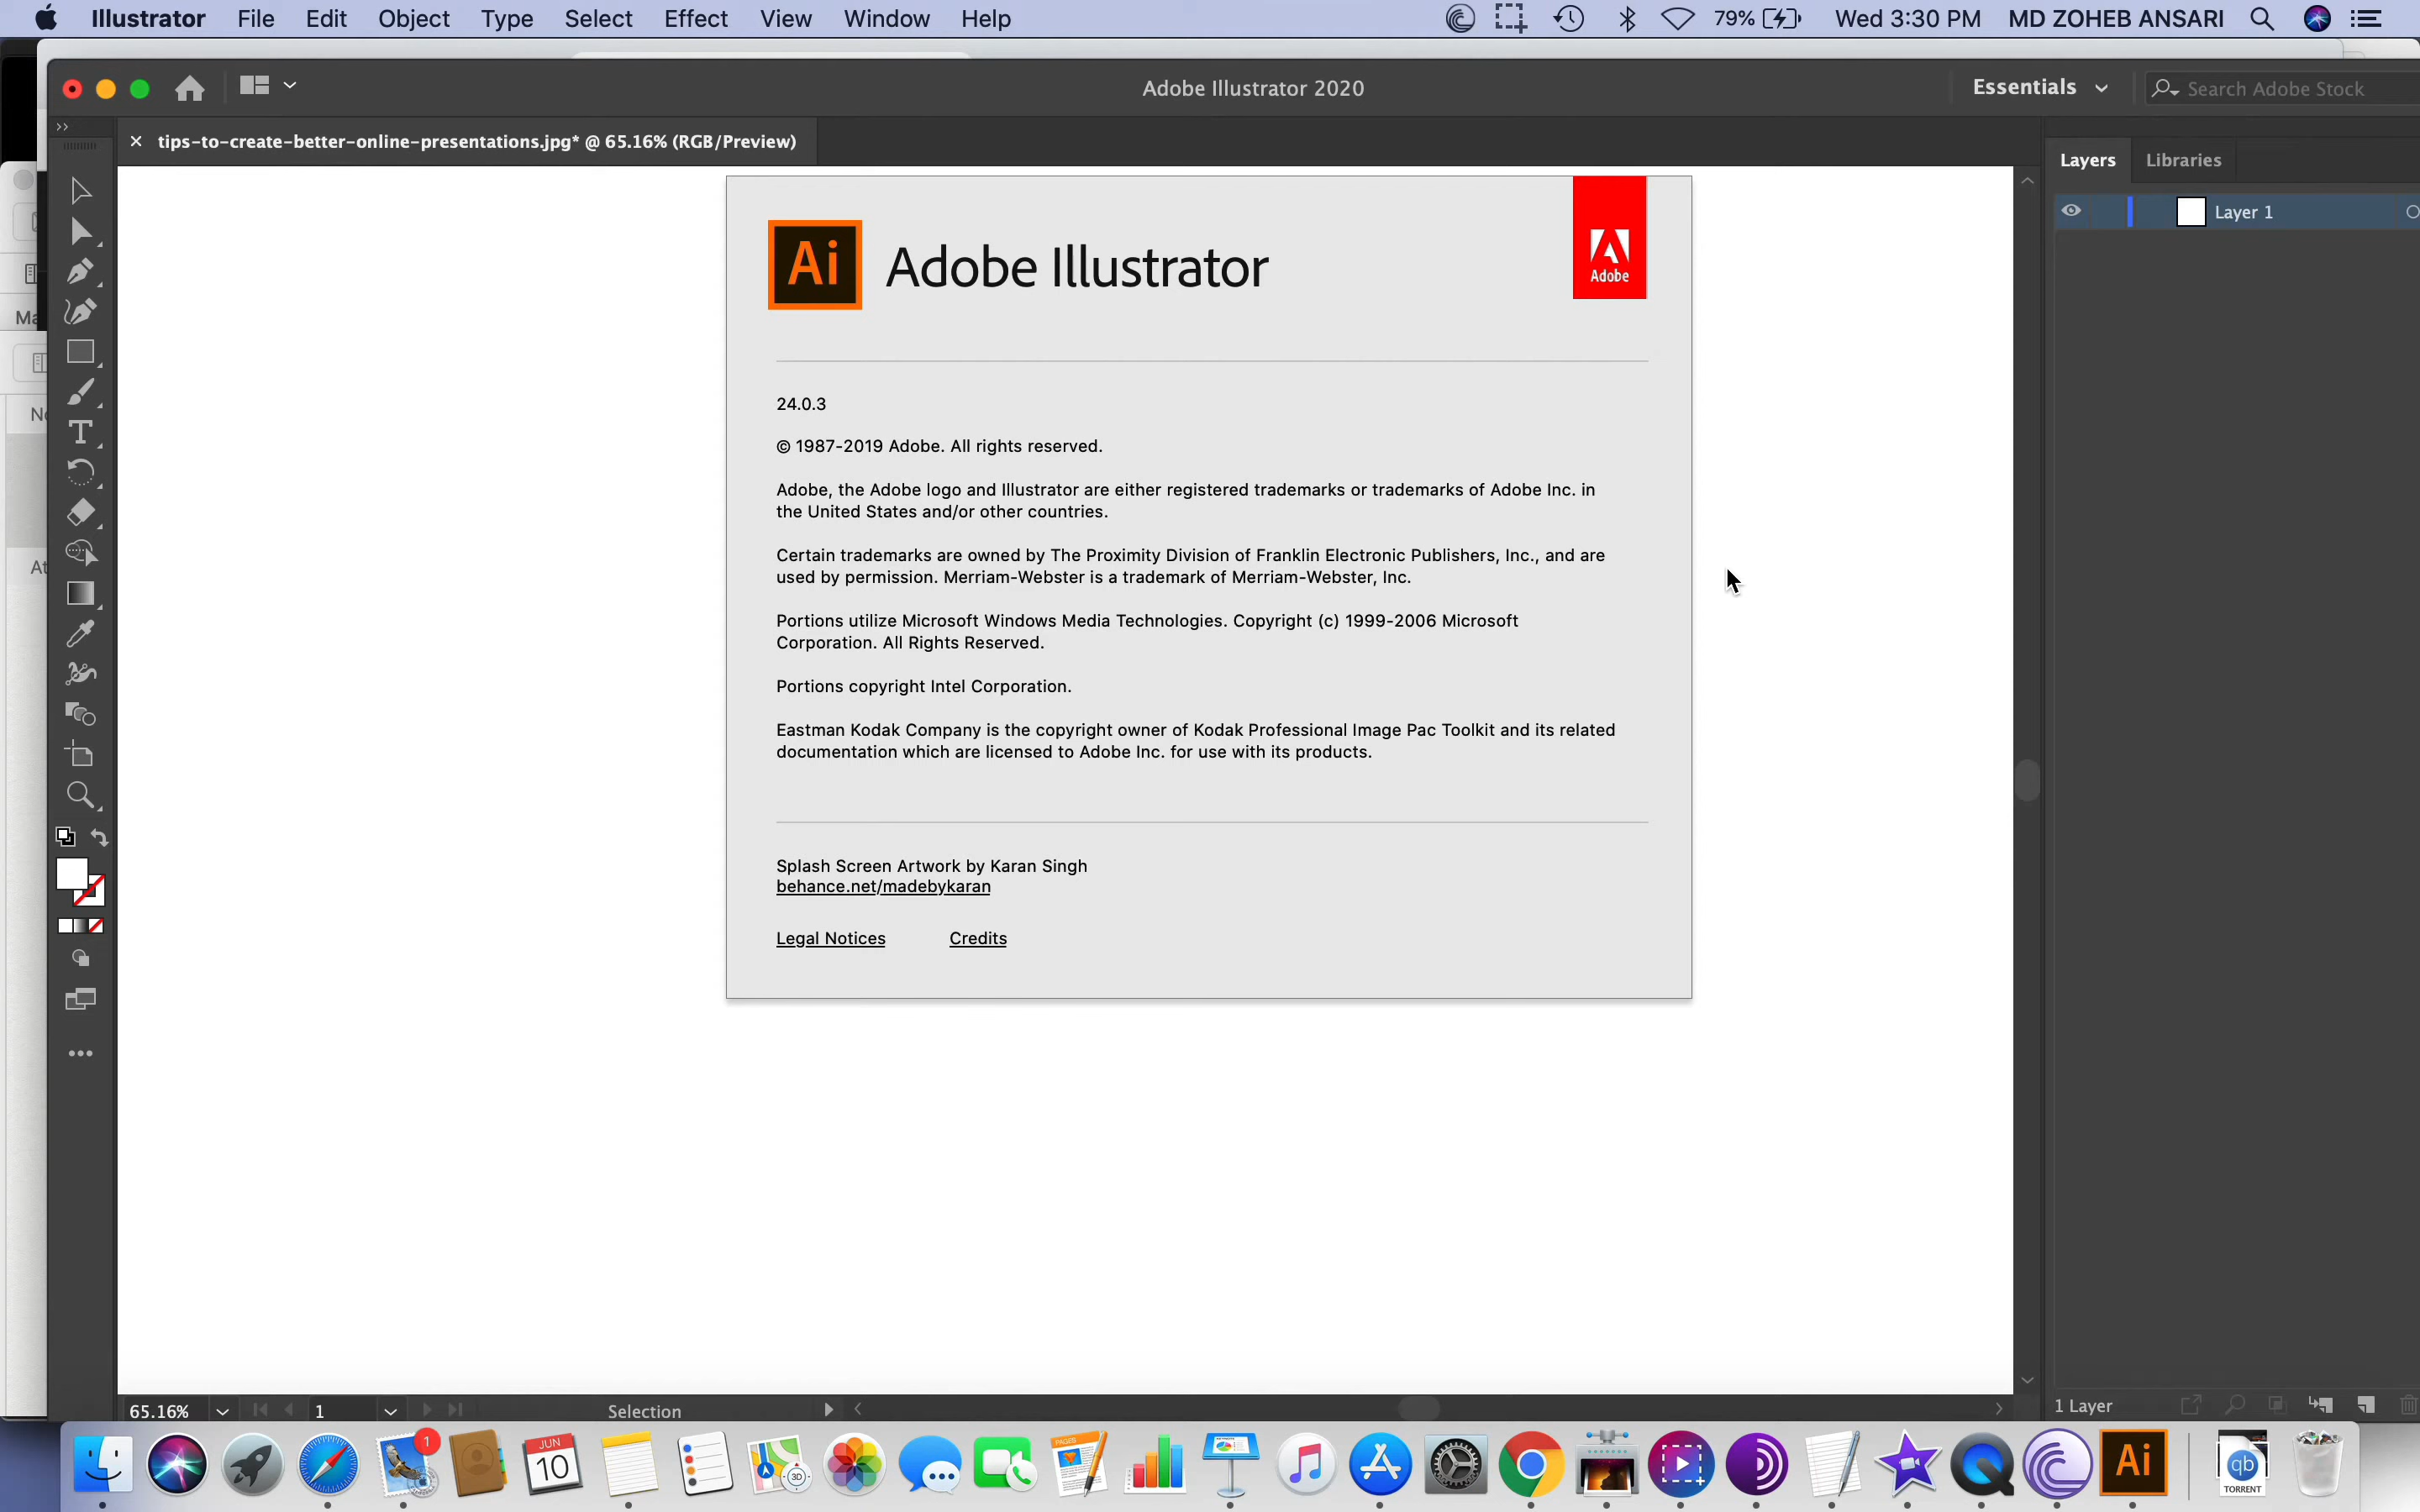 Illustrator File Edit Object Type Select Effect View Window Help
79% Wed 3:30 PM MD ZOHEB ANSARI
Adobe Illustrator 2020
Essentials
Search Adobe Stock
tips-to-create-better-online-presentations.jpg* @ 65.16% (RGB/Preview)
Layers Libraries
Layer 1
Ai Adobe Illustrator
Adobe
24.0.3
© 1987-2019 Adobe. All rights reserved.
Adobe, the Adobe logo and Illustrator are either registered trademarks or trademarks of Adobe Inc. in
the United States and/or other countries.
Certain trademarks are owned by The Proximity Division of Franklin Electronic Publishers, Inc., and are
used by permission. Merriam-Webster is a trademark of Merriam-Webster, Inc.
Portions utilize Microsoft Windows Media Technologies. Copyright (c) 1999-2006 Microsoft
Corporation. All Rights Reserved.
Portions copyright Intel Corporation.
Eastman Kodak Company is the copyright owner of Kodak Professional Image Pac Toolkit and its related
documentation which are licensed to Adobe Inc. for use with its products.
Splash Screen Artwork by Karan Singh
behance.net/madebykaran
Legal Notices Credits
65.16% 1 Selection
1 Layer
1
JUN
10
3D
PAGES
Ai
qb
TORRENT